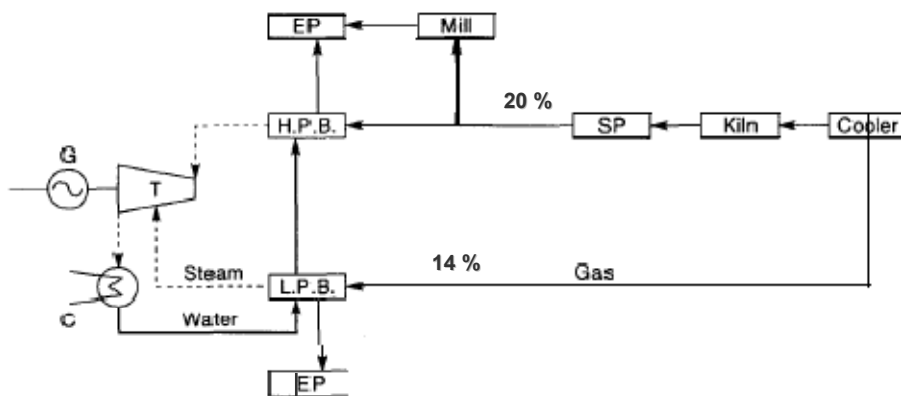 EP
Mill
20 %
H.P.B.
SP
Kiln
Cooler
G
T
14 %
Steam
Gas
L.P.B.
C
Water
EP